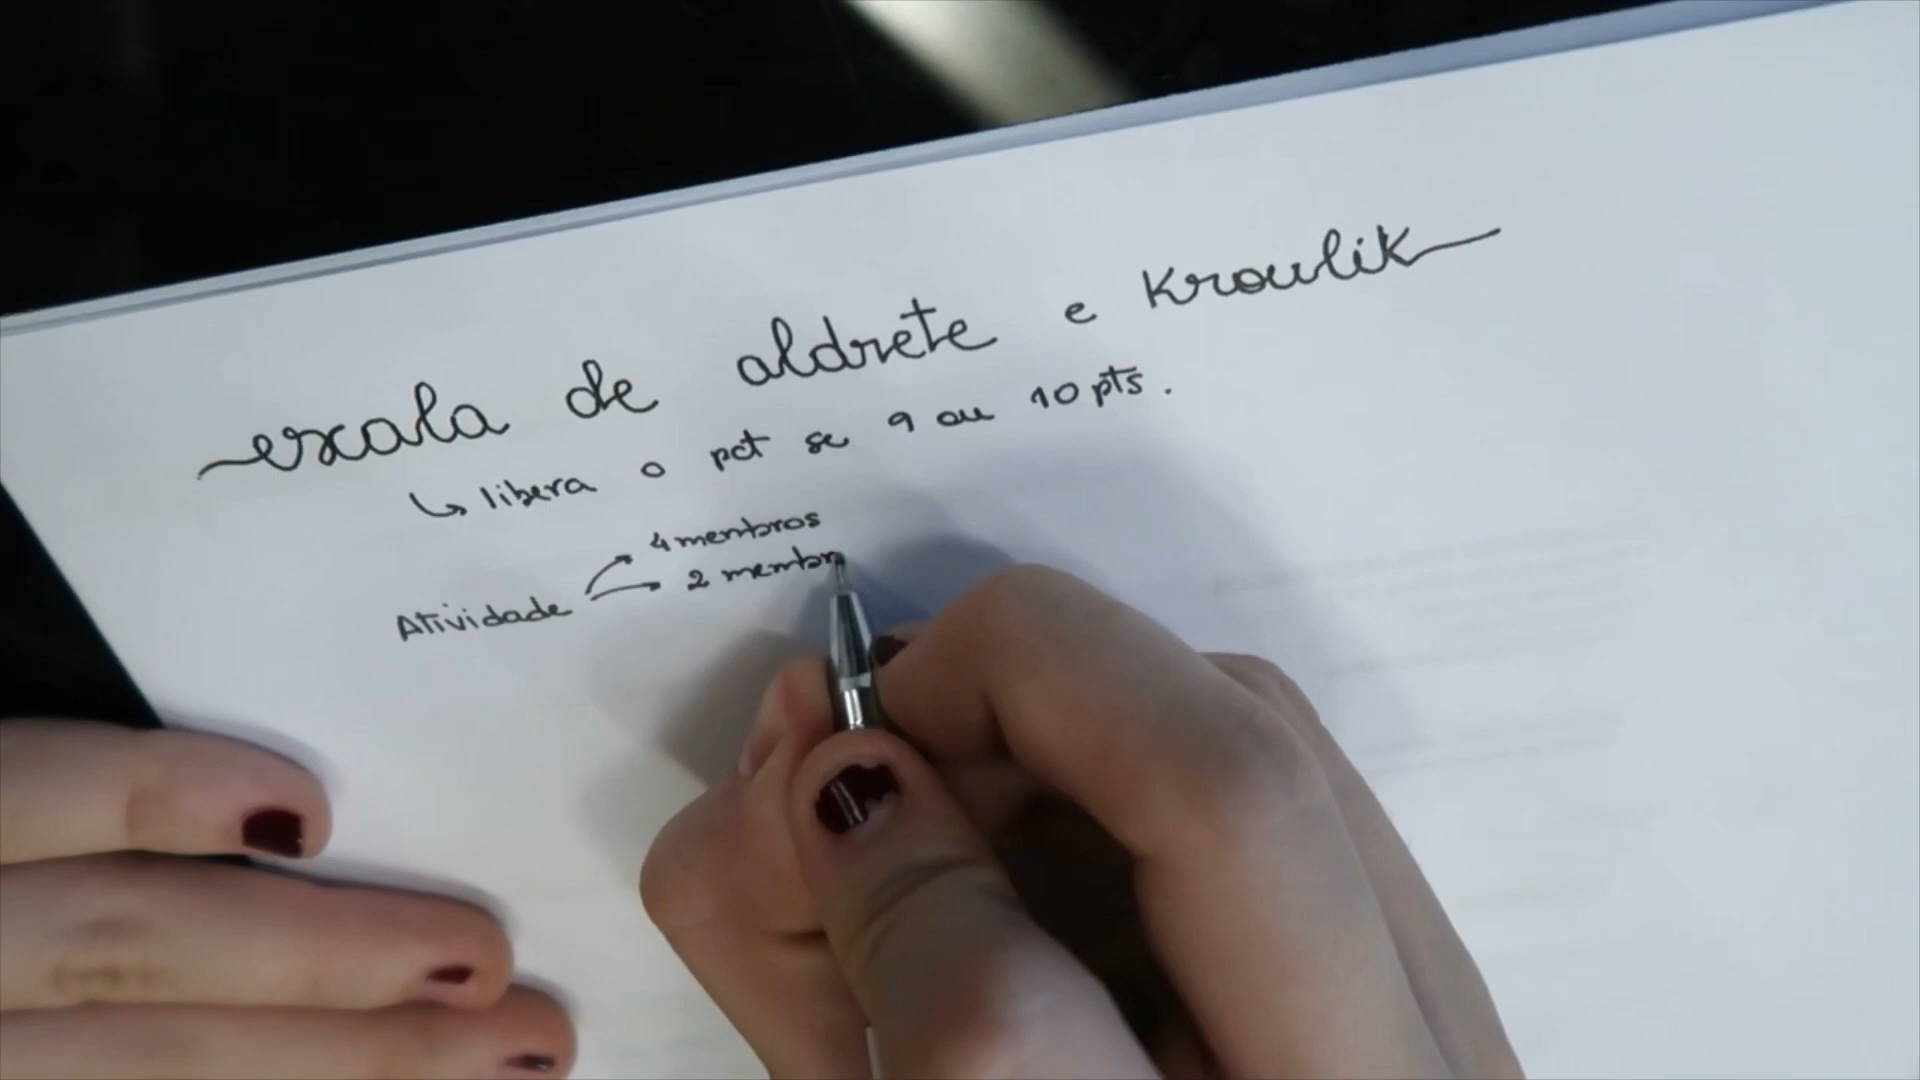 escala de aldrete e Kroulik
↳ libera o pct se 9 ou 10 pts.
4 membros
Atividade 2 membr